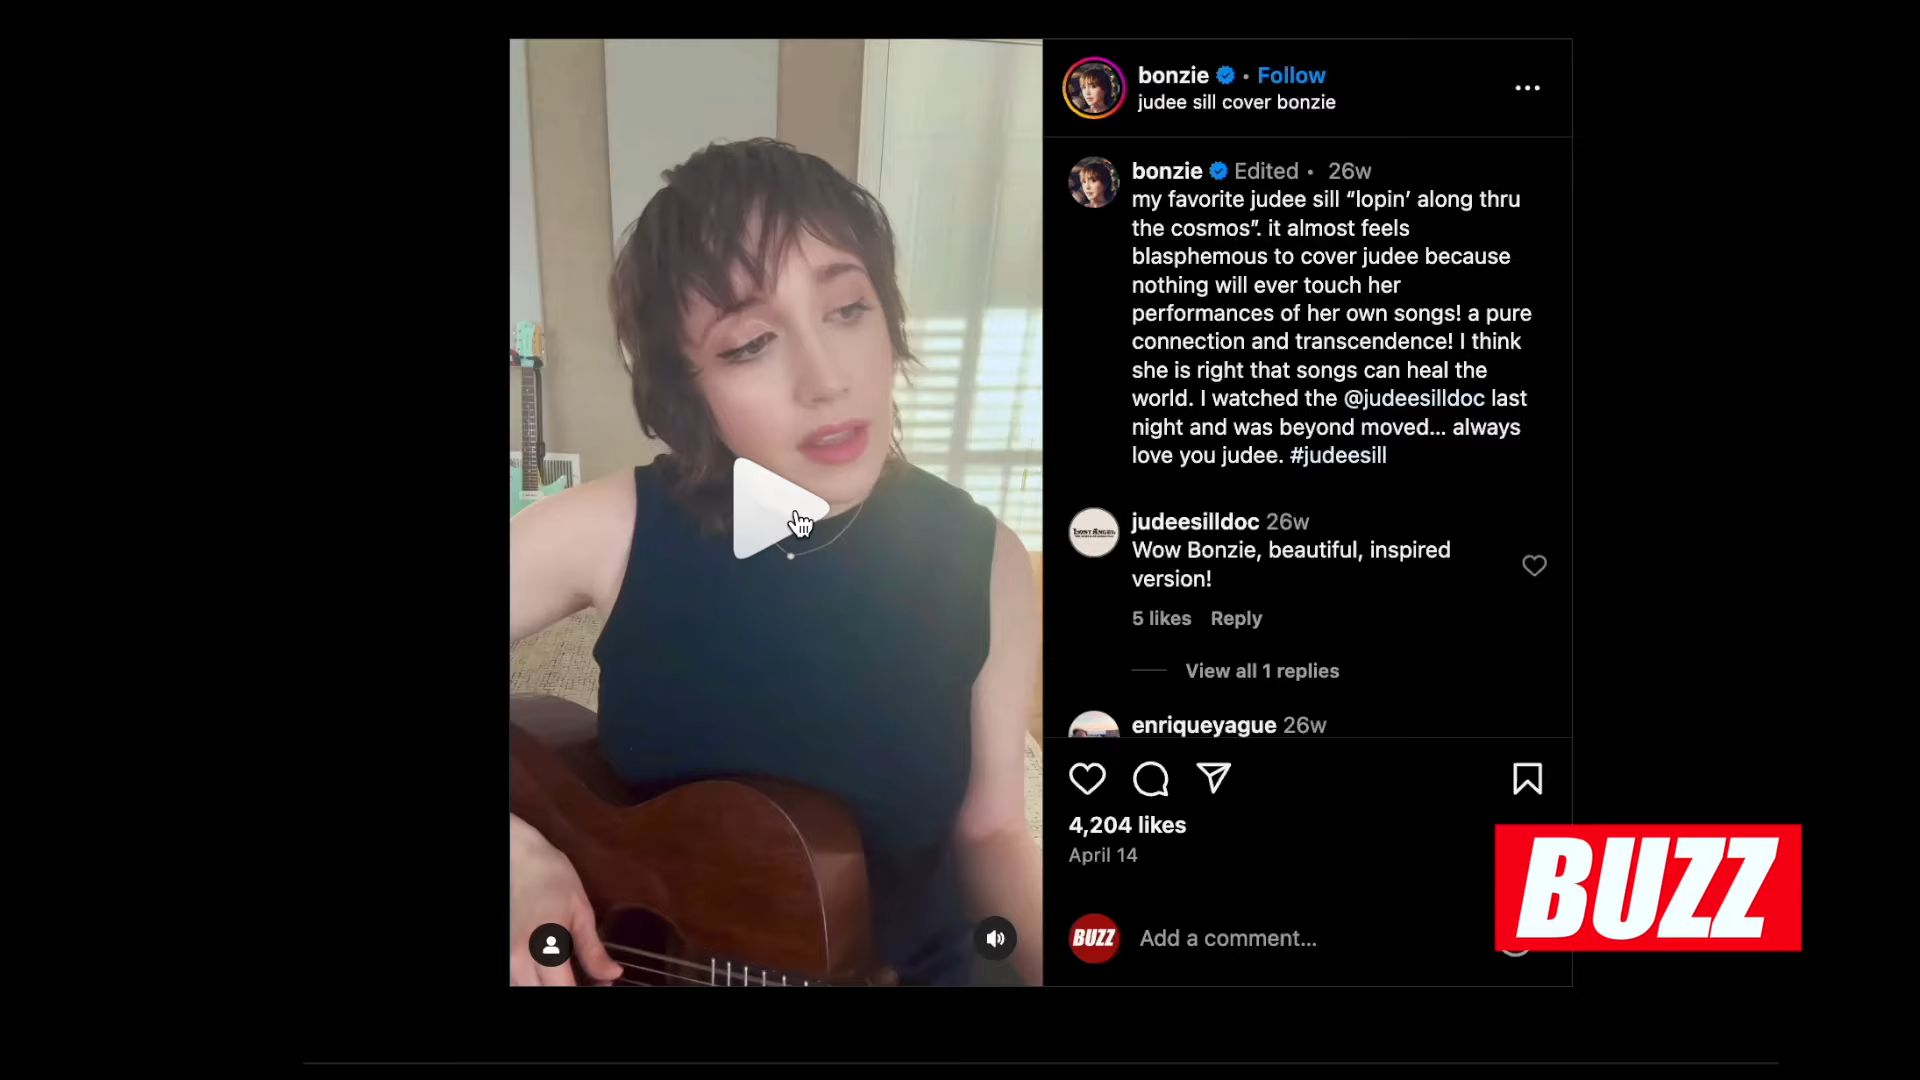 bonzie • Follow
judee sill cover bonzie
bonzie Edited • 26w
my favorite judee sill “lopin’ along thru
the cosmos”. it almost feels
blasphemous to cover judee because
nothing will ever touch her
performances of her own songs! a pure
connection and transcendence! I think
she is right that songs can heal the
world. I watched the @judeesilldoc last
night and was beyond moved... always
love you judee. #judeesill
judeesilldoc 26w
Wow Bonzie, beautiful, inspired
version!
5 likes Reply
View all 1 replies
enriqueyague 26w
4,204 likes
April 14
BUZZ
BUZZ Add a comment...
LOST ANGEL